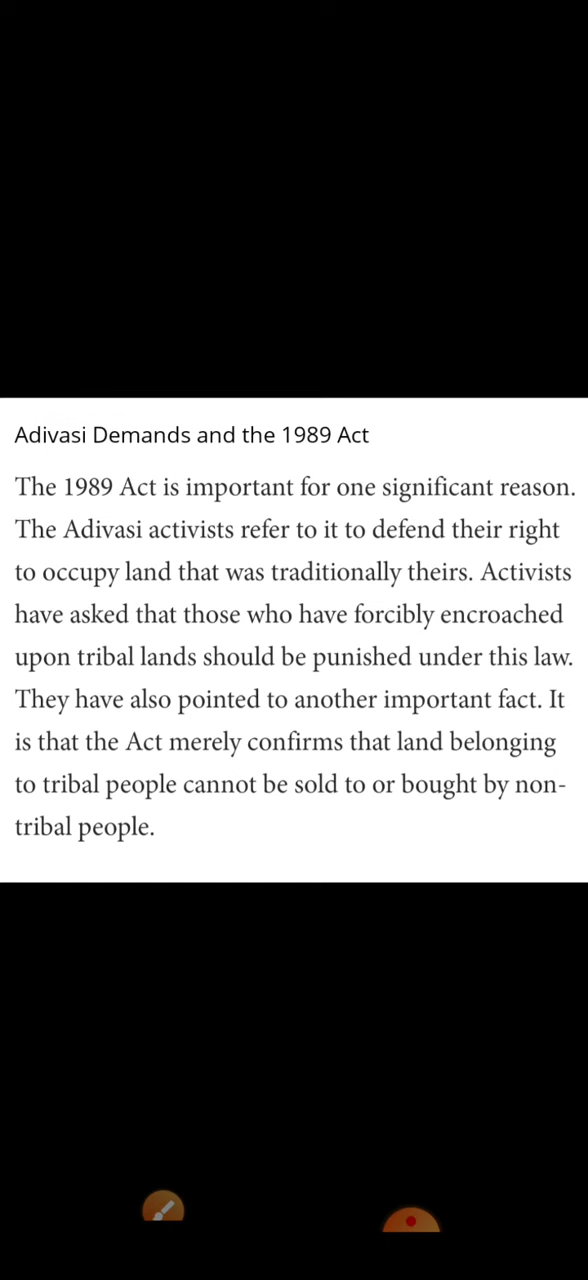 Adivasi Demands and the 1989 Act
The 1989 Act is important for one significant reason.
The Adivasi activists refer to it to defend their right
to occupy land that was traditionally theirs. Activists
have asked that those who have forcibly encroached
upon tribal lands should be punished under this law.
They have also pointed to another important fact. It
is that the Act merely confirms that land belonging
to tribal people cannot be sold to or bought by non-
tribal people.